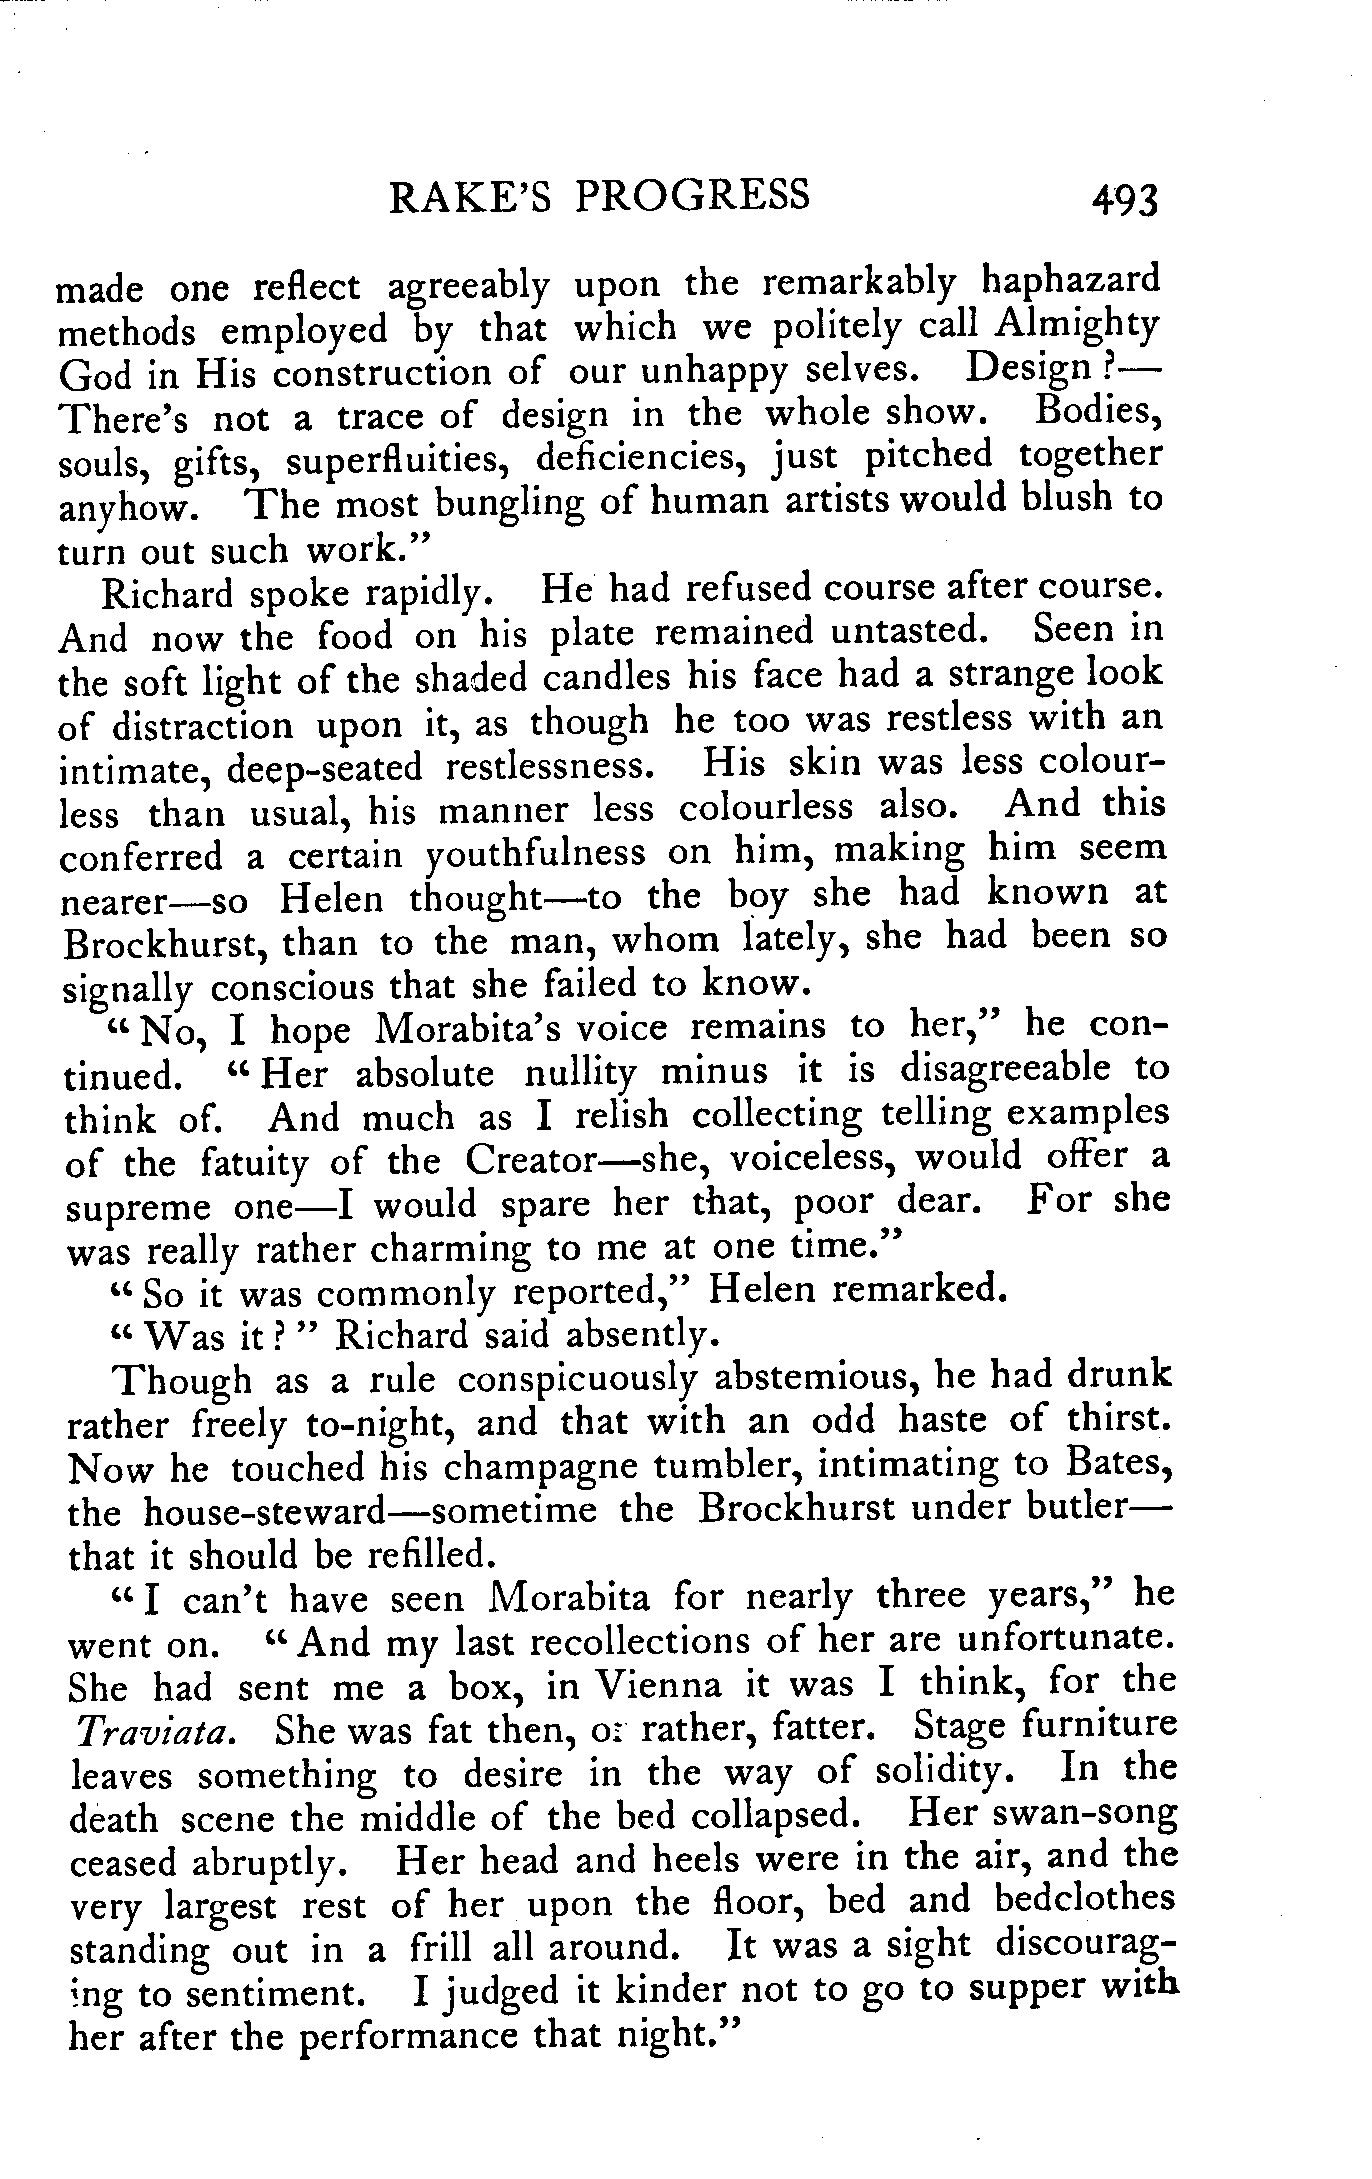 RAKE'S PROGRESS 493
made one reflect agreeably upon the remarkably haphazard
methods employed by that which we politely call Almighty
God in His construction of our unhappy selves. Design ?—
There's not a trace of design in the whole show. Bodies,
souls, gifts, superfluities, deficiencies, just pitched together
anyhow. The most bungling of human artists would blush to
turn out such work."
Richard spoke rapidly. He had refused course after course.
And now the food on his plate remained untasted. Seen in
the soft light of the shaded candles his face had a strange look
of distraction upon it, as though he too was restless with an
intimate, deep-seated restlessness. His skin was less colour-
less than usual, his manner less colourless also. And this
conferred a certain youthfulness on him, making him seem
nearer—so Helen thought—to the boy she had known at
Brockhurst, than to the man, whom lately, she had been so
signally conscious that she failed to know.
"No, I hope Morabita's voice remains to her," he con-
tinued. "Her absolute nullity minus it is disagreeable to
think of. And much as I relish collecting telling examples
of the fatuity of the Creator—she, voiceless, would offer a
supreme one—I would spare her that, poor dear. For she
was really rather charming to me at one time."
"So it was commonly reported," Helen remarked.
"Was it ?" Richard said absently.
Though as a rule conspicuously abstemious, he had drunk
rather freely to-night, and that with an odd haste of thirst.
Now he touched his champagne tumbler, intimating to Bates,
the house-steward—sometime the Brockhurst under butler—
that it should be refilled.
"I can't have seen Morabita for nearly three years," he
went on. "And my last recollections of her are unfortunate.
She had sent me a box, in Vienna it was I think, for the
Traviata. She was fat then, or rather, fatter. Stage furniture
leaves something to desire in the way of solidity. In the
death scene the middle of the bed collapsed. Her swan-song
ceased abruptly. Her head and heels were in the air, and the
very largest rest of her upon the floor, bed and bedclothes
standing out in a frill all around. It was a sight discourag-
ing to sentiment. I judged it kinder not to go to supper with
her after the performance that night."